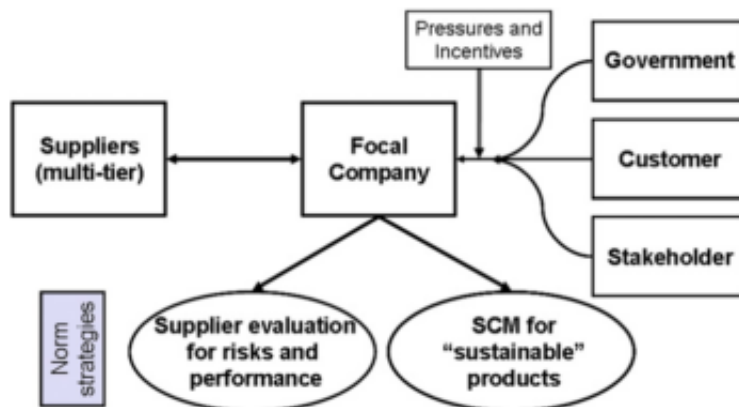 Pressures and
Incentives
Government
Suppliers
(multi-tier)
Focal
Company
Customer
Stakeholder
Norm
strategies
Supplier evaluation
for risks and
performance
SCM for
“sustainable”
products